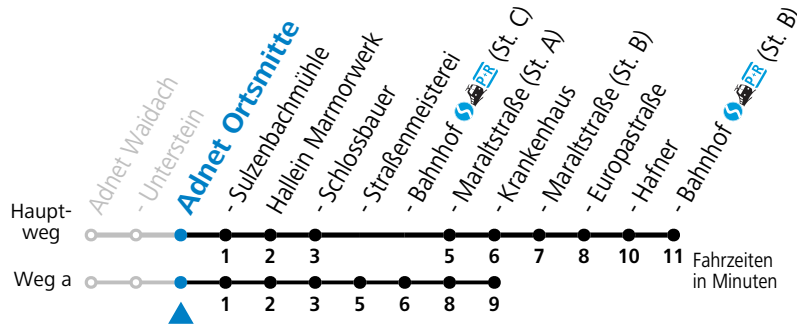 Adnet Waidach
- Unterstein
Adnet Ortsmitte
- Sulzenbachmühle
Hallein Marmorwerk
- Schlossbauer
- Straßenmeisterei
- Bahnhof P+R (St. C)
- Maraltstraße (St. A)
- Krankenhaus
- Maraltstraße (St. B)
- Europastraße
- Hafner
- Bahnhof P+R (St. B)
Haupt-
weg
1 2 3 5 6 7 8 10 11
Fahrzeiten
in Minuten
Weg a
1 2 3 5 6 8 9